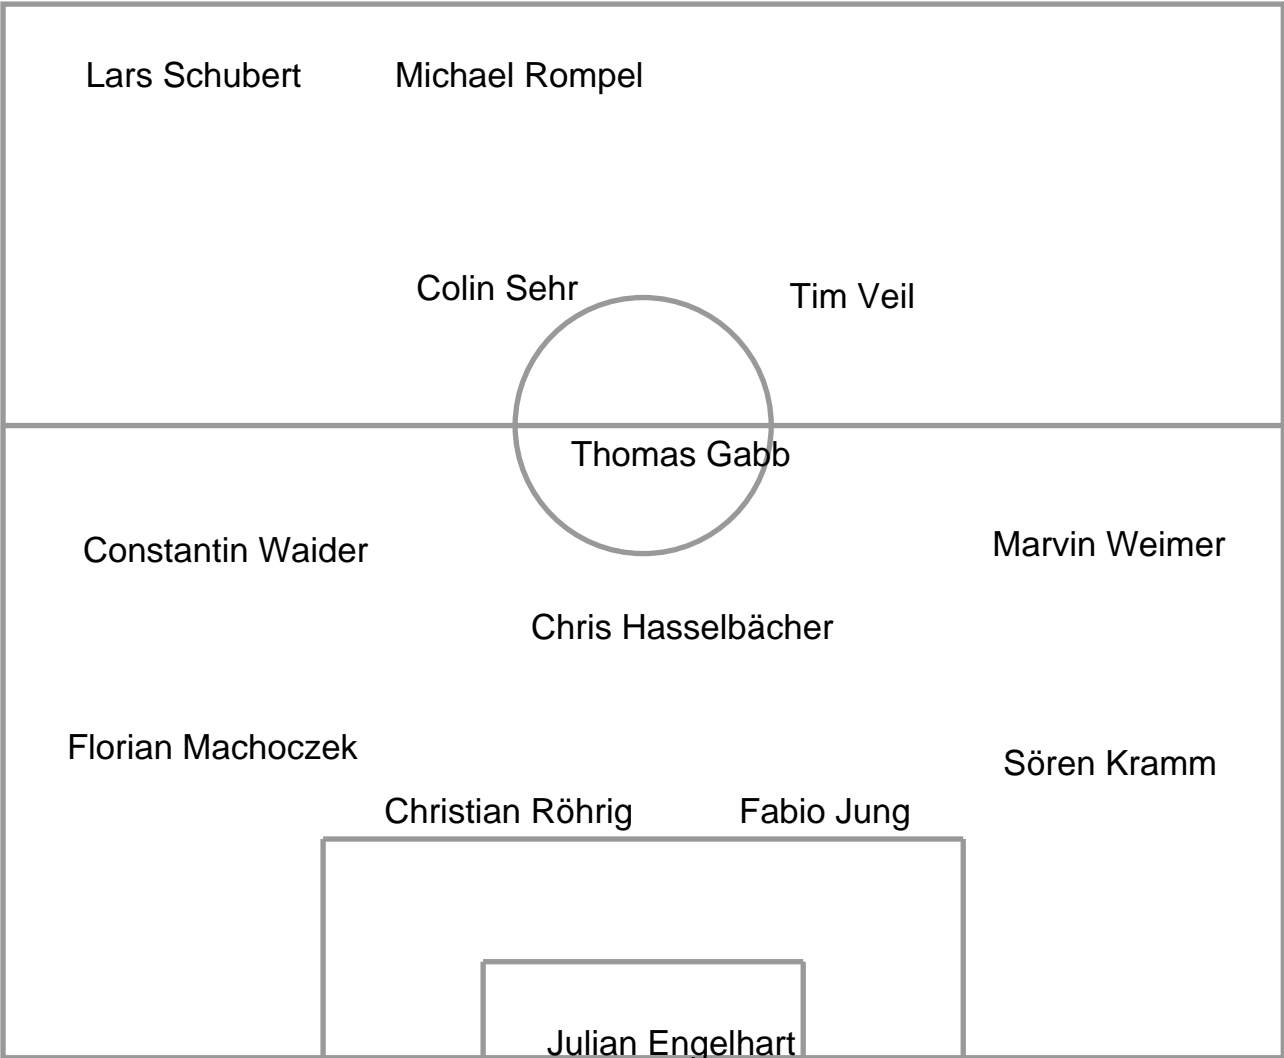 Lars Schubert
Michael Rompel
Colin Sehr
Tim Veil
Thomas Gabb
Constantin Waider
Marvin Weimer
Chris Hasselbächer
Florian Machoczek
Sören Kramm
Christian Röhrig
Fabio Jung
Julian Engelhart